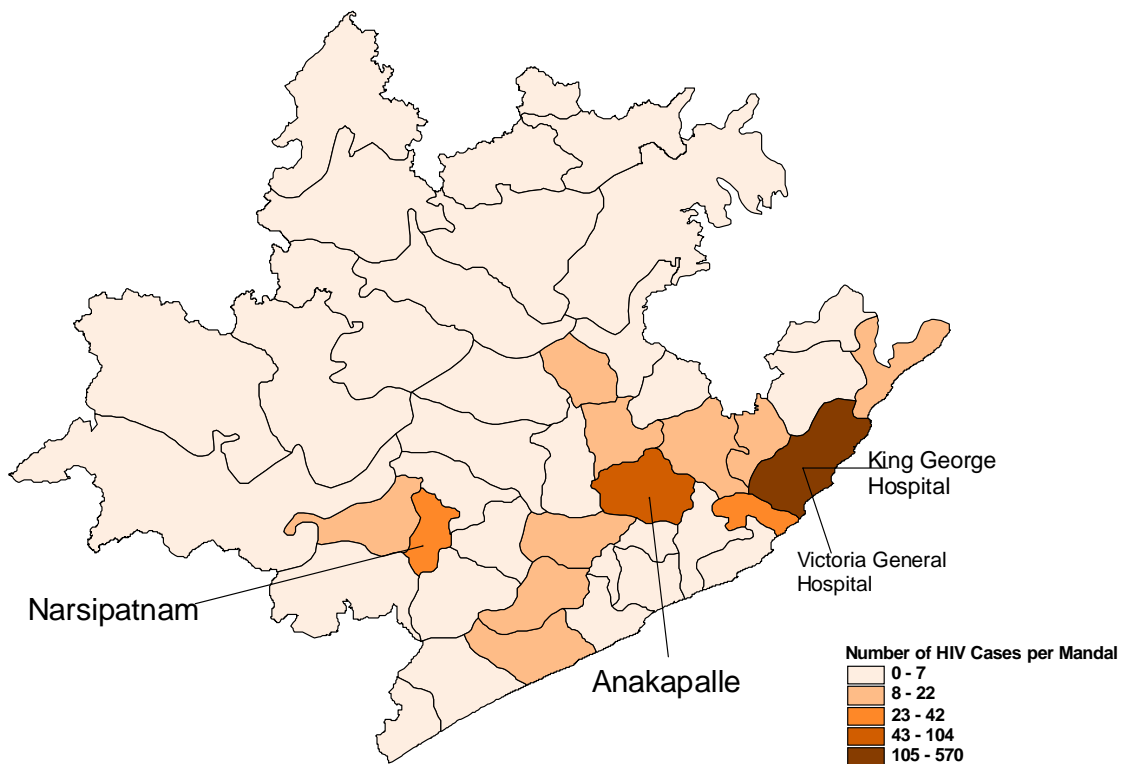 King George
Hospital
Victoria General
Hospital
Narsipatnam
Anakapalle
Number of HIV Cases per Mandal
0 - 7
8 - 22
23 - 42
43 - 104
105 - 570